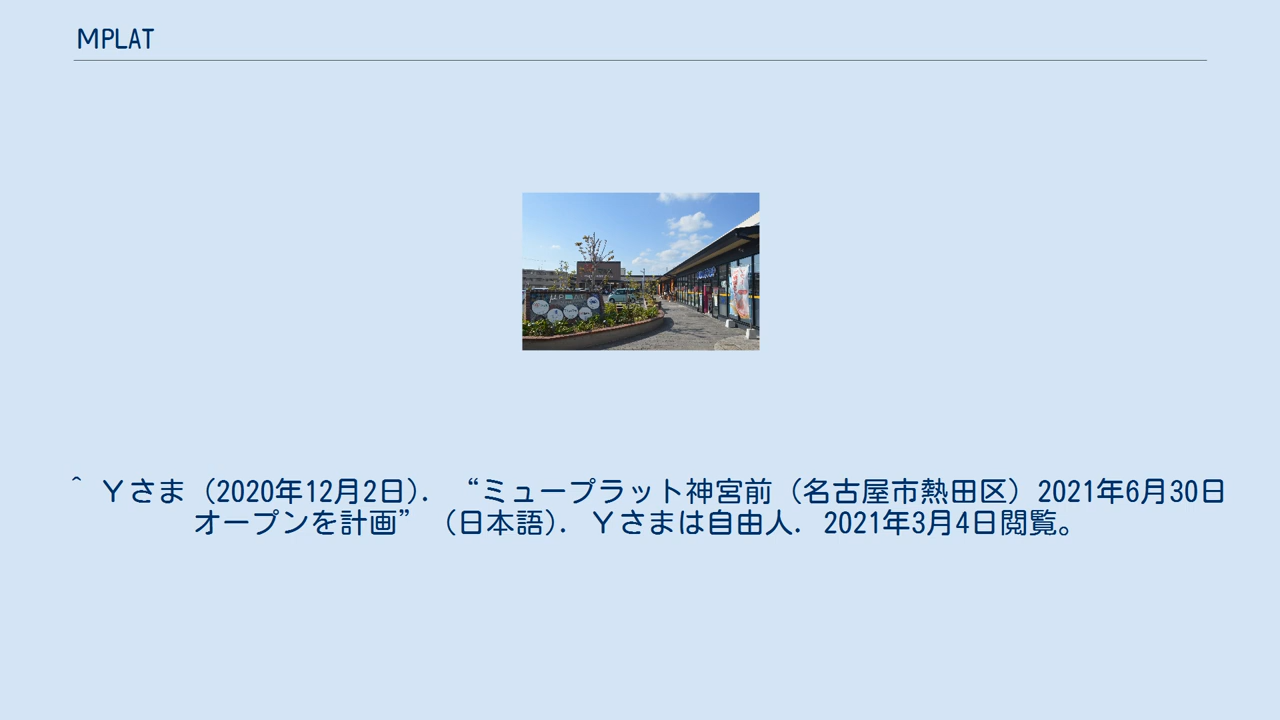 MPLAT
^ Yさま (2020年12月2日). “ミュープラット神宮前（名古屋市熱田区）2021年6月30日
オープンを計画” (日本語). Yさまは自由人. 2021年3月4日閲覧。